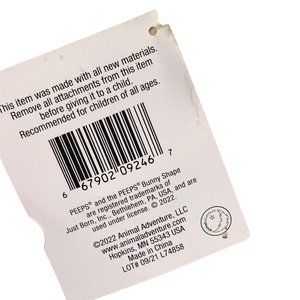 This item was made with all new materials.
Remove all attachments from this item
before giving it to a child.
Recommended for children of all ages.
6 67902 09246 7
PEEPS® and the PEEPS® Bunny Shape
are registered trademarks of
Just Born, Inc., Bethlehem, PA, USA, and are
used under license. ©2022.
©2022 Animal Adventure, LLC
www.animaladventure.com
Hopkins, MN 55343 USA
Made in China
LOT# 09/21 L74858